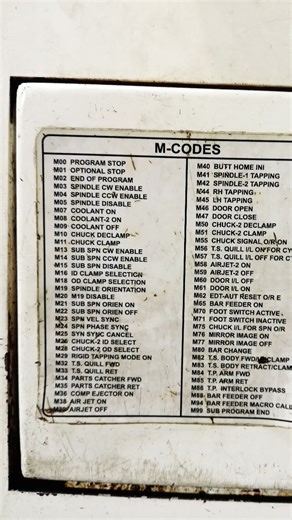 M-CODES
M00 PROGRAM STOP
M01 OPTIONAL STOP
M02 END OF PROGRAM
M03 SPINDLE CW ENABLE
M04 SPINDLE CCW ENABLE
M05 SPINDLE DISABLE
M07 COOLANT ON
M08 COOLANT-2 ON
M09 COOLANT OFF
M10 CHUCK DECLAMP
M11 CHUCK CLAMP
M13 SUB SPN CW ENABLE
M14 SUB SPN CCW ENABLE
M15 SUB SPN DISABLE
M16 ID CLAMP SELECTION
M18 OD CLAMP SELECTION
M19 SPINDLE ORIENTATION
M20 M19 DISABLE
M21 SUB SPN ORIEN ON
M22 SUB SPN ORIEN OFF
M23 SPN VEL SYNC
M24 SPN PHASE SYNC
M25 SYN SYNC CANCEL
M26 CHUCK-2 ID SELECT
M28 CHUCK-2 OD SELECT
M29 RIGID TAPPING MODE ON
M32 T.S. QUILL FWD
M33 T.S. QUILL RET
M34 PARTS CATCHER FWD
M35 PARTS CATCHER RET
M36 COMP EJECTOR ON
M38 AIR JET ON
M39 AIRJET OFF
M40 BUTT HOME INI
M41 SPINDLE-1 TAPPING
M42 SPINDLE-2 TAPPING
M44 RH TAPPING
M45 LH TAPPING
M46 DOOR OPEN
M47 DOOR CLOSE
M50 CHUCK-2 DECLAMP
M51 CHUCK-2 CLAMP
M55 CHUCK SIGNAL O/R ON
M56 T.S. QUILL I/L ON FOR CY
M57 T.S. QUILL I/L OFF FOR CY
M58 AIRJET-2 ON
M59 AIRJET-2 OFF
M60 DOOR I/L OFF
M61 DOOR I/L ON
M62 EDT-AUT RESET O/R E
M65 BAR FEEDER ON
M70 FOOT SWITCH ACTIVE
M71 FOOT SWITCH INACTIVE
M75 CHUCK I/L FOR SPN O/R
M76 MIRROR IMAGE ON
M77 MIRROR IMAGE OFF
M80 BAR CHANGE
M82 T.S. BODY
M83 T.S. BODY RETRACT/CLAM
M84 T.P. ARM FWD
M85 T.P. ARM RET
M86 T.P. INTERLOCK BYPASS
M88 BAR FEEDER OFF
M94 BAR FEEDER MACRO CALL
M99 SUB PROGRAM END